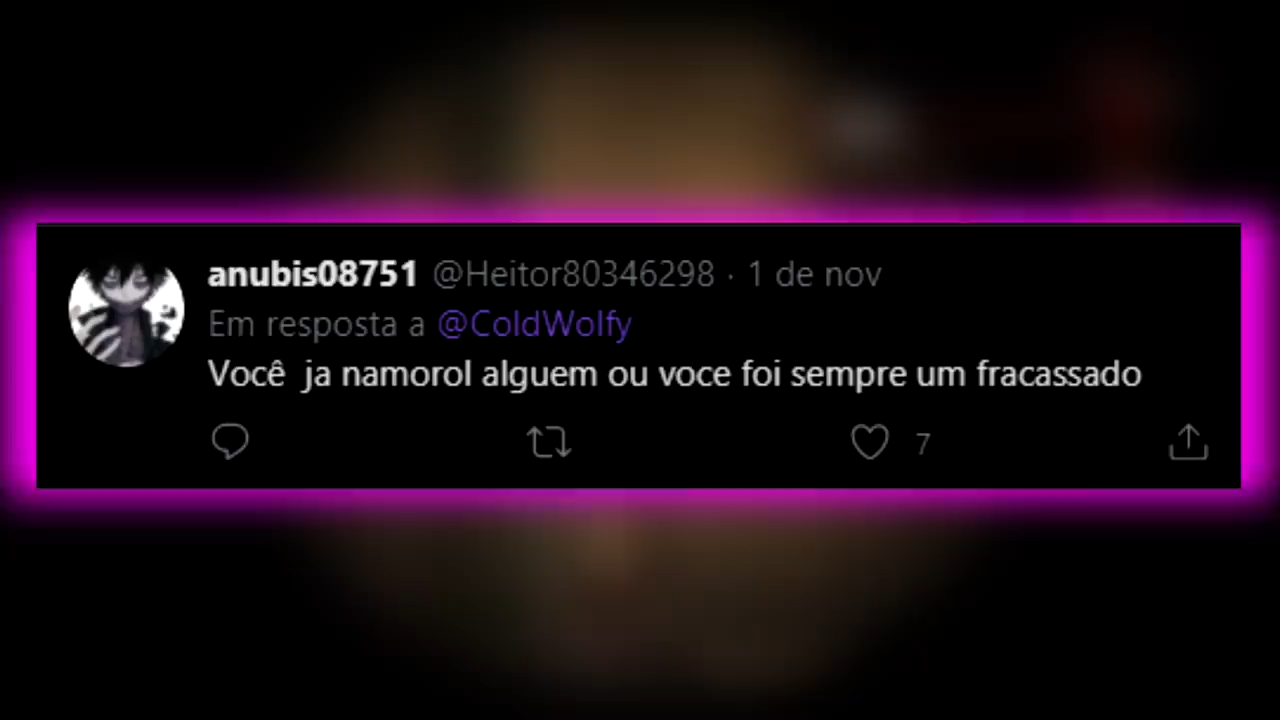 anubis08751 @Heitor80346298 · 1 de nov
Em resposta a @ColdWolfy
Você  ja namorol alguem ou voce foi sempre um fracassado
7